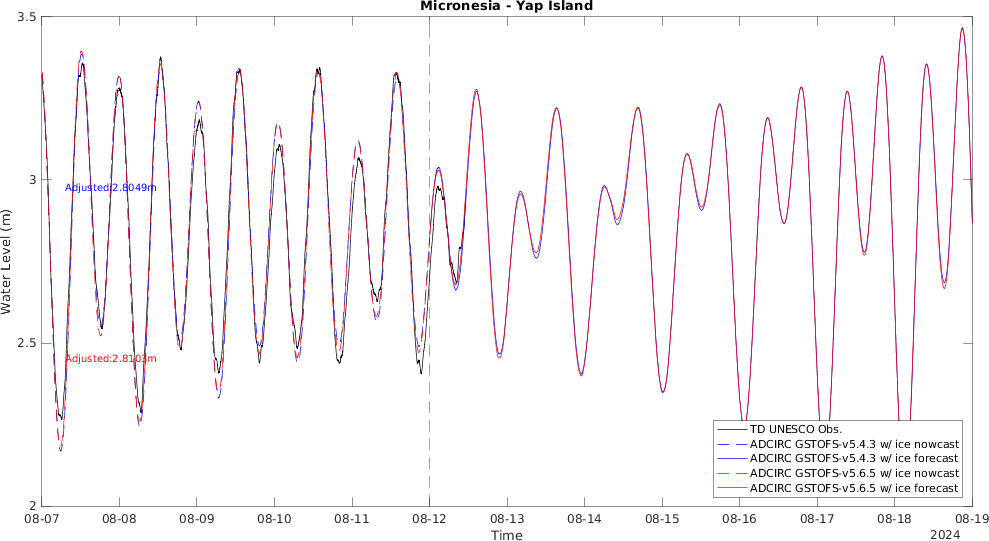 Micronesia - Yap Island
3.5
3
2.5
2
Water Level (m)
Adjusted:2.8049m
Adjusted:2.8103m
TD UNESCO Obs.
ADCIRC GSTOFS-v5.4.3 w/ ice nowcast
ADCIRC GSTOFS-v5.4.3 w/ ice forecast
ADCIRC GSTOFS-v5.6.5 w/ ice nowcast
ADCIRC GSTOFS-v5.6.5 w/ ice forecast
08-07 08-08 08-09 08-10 08-11 08-12 08-13 08-14 08-15 08-16 08-17 08-18 08-19
Time
2024